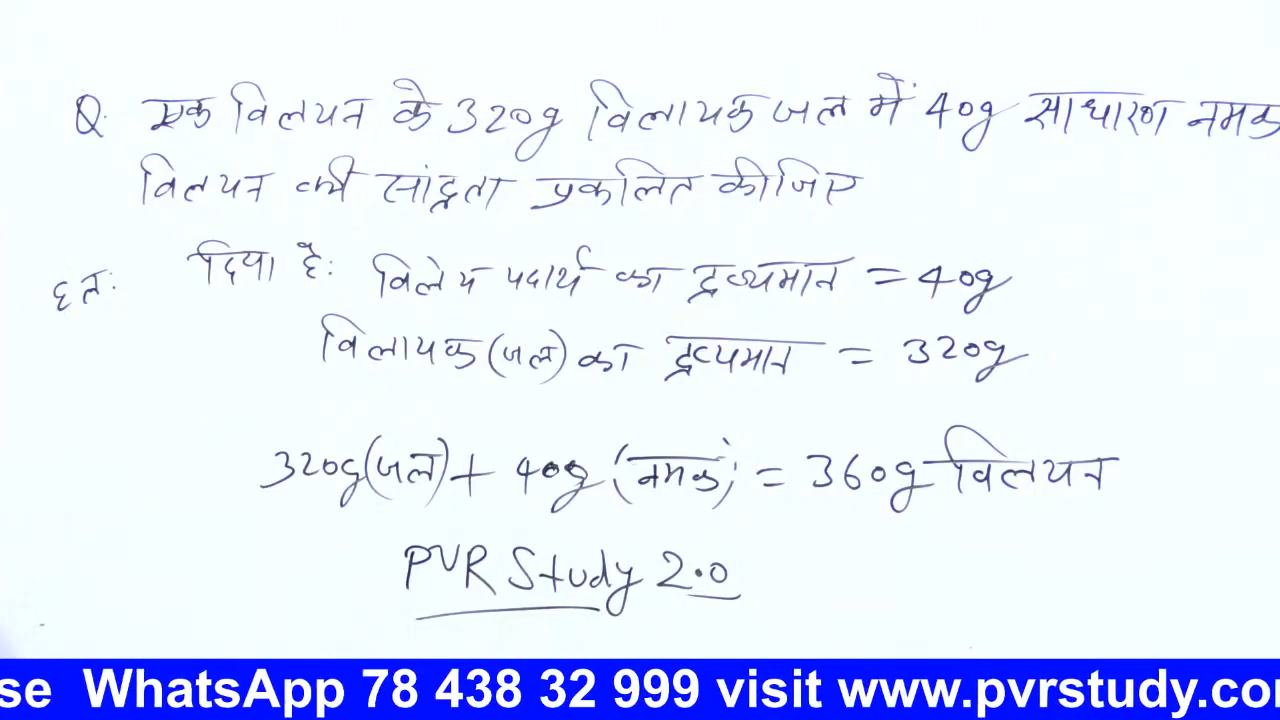 Q. एक विलयन के 320g विलायक जल में 40g साधारण नमक
विलयन की सांद्रता प्रकलित कीजिए
हल: दिया है: विलेय पदार्थ का द्रव्यमान = 40g
विलायक (जल) का द्रव्यमान = 320g
320g (जल) + 40g (नमक) = 360g विलयन
PVR Study 2.0
se WhatsApp 78 438 32 999 visit www.pvrstudy.co